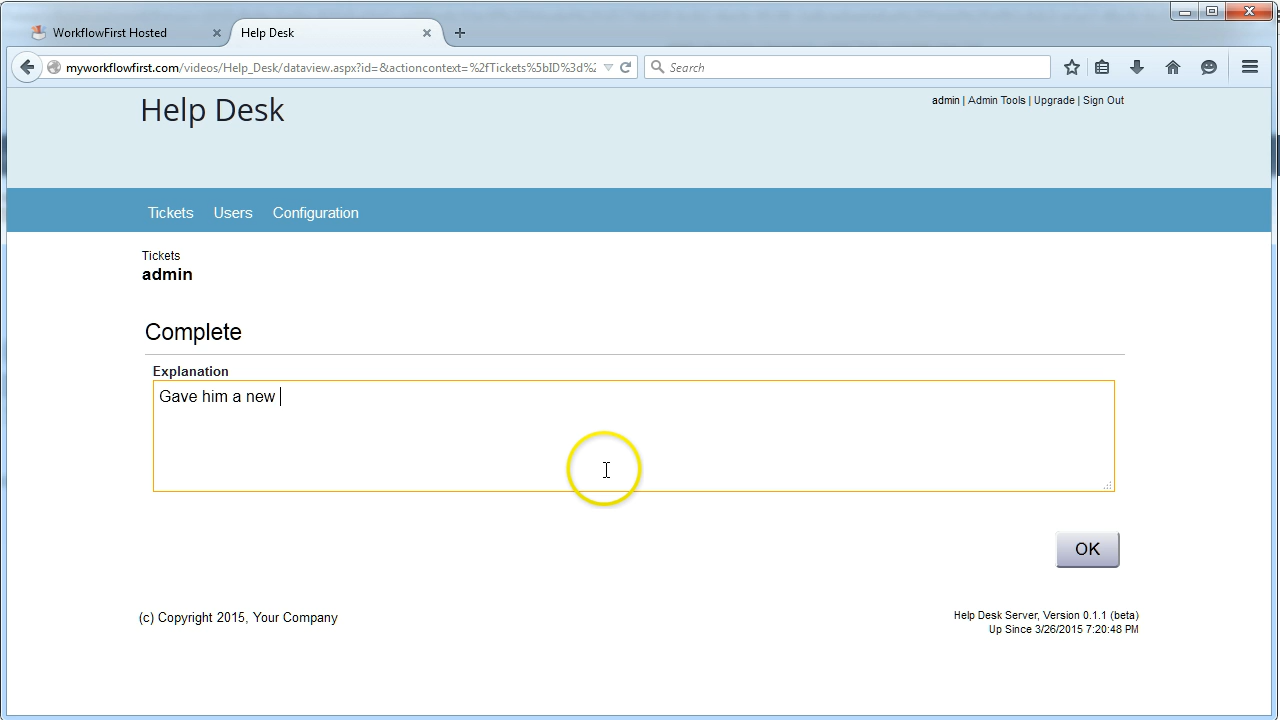 WorkflowFirst Hosted
Help Desk
myworkflowfirst.com/videos/Help_Desk/dataview.aspx?id=&actioncontext=%2fTickets%5bID%3d%2
Search
Help Desk
admin | Admin Tools | Upgrade | Sign Out
Tickets Users Configuration
Tickets
admin
Complete
Explanation
Gave him a new
OK
(c) Copyright 2015, Your Company
Help Desk Server, Version 0.1.1 (beta)
Up Since 3/26/2015 7:20:48 PM